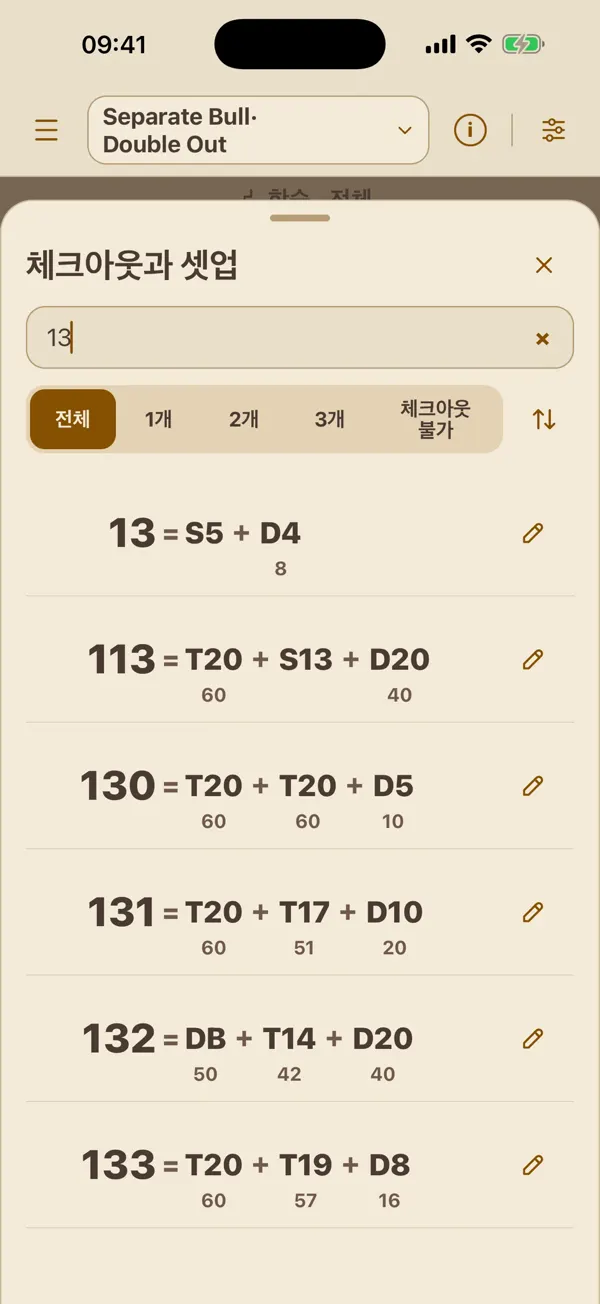 09:41
Separate Bull·
Double Out
체크아웃과 셋업
13
전체 1개 2개 3개 체크아웃
불가
13 = S5 + D4
8
113 = T20 + S13 + D20
60 40
130 = T20 + T20 + D5
60 60 10
131 = T20 + T17 + D10
60 51 20
132 = DB + T14 + D20
50 42 40
133 = T20 + T19 + D8
60 57 16